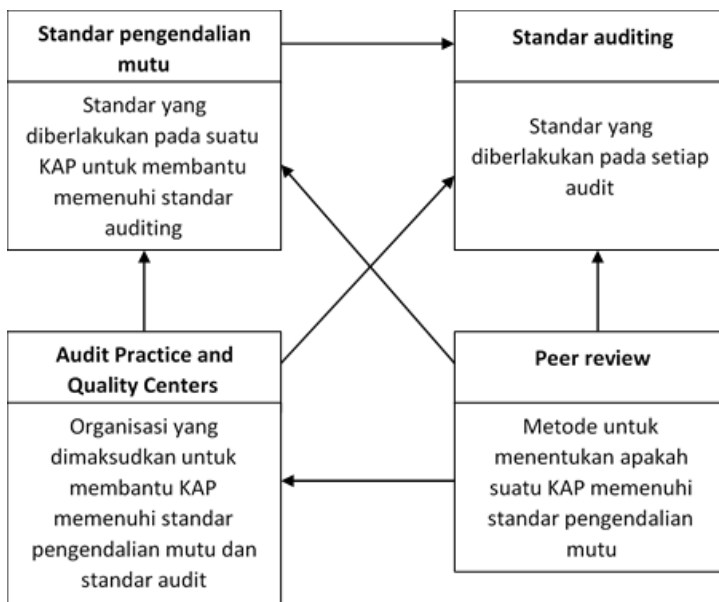 Standar pengendalian
mutu
Standar yang
diberlakukan pada suatu
KAP untuk membantu
memenuhi standar
auditing
Standar auditing
Standar yang
diberlakukan pada setiap
audit
Audit Practice and
Quality Centers
Organisasi yang
dimaksudkan untuk
membantu KAP
memenuhi standar
pengendalian mutu dan
standar audit
Peer review
Metode untuk
menentukan apakah
suatu KAP memenuhi
standar pengendalian
mutu